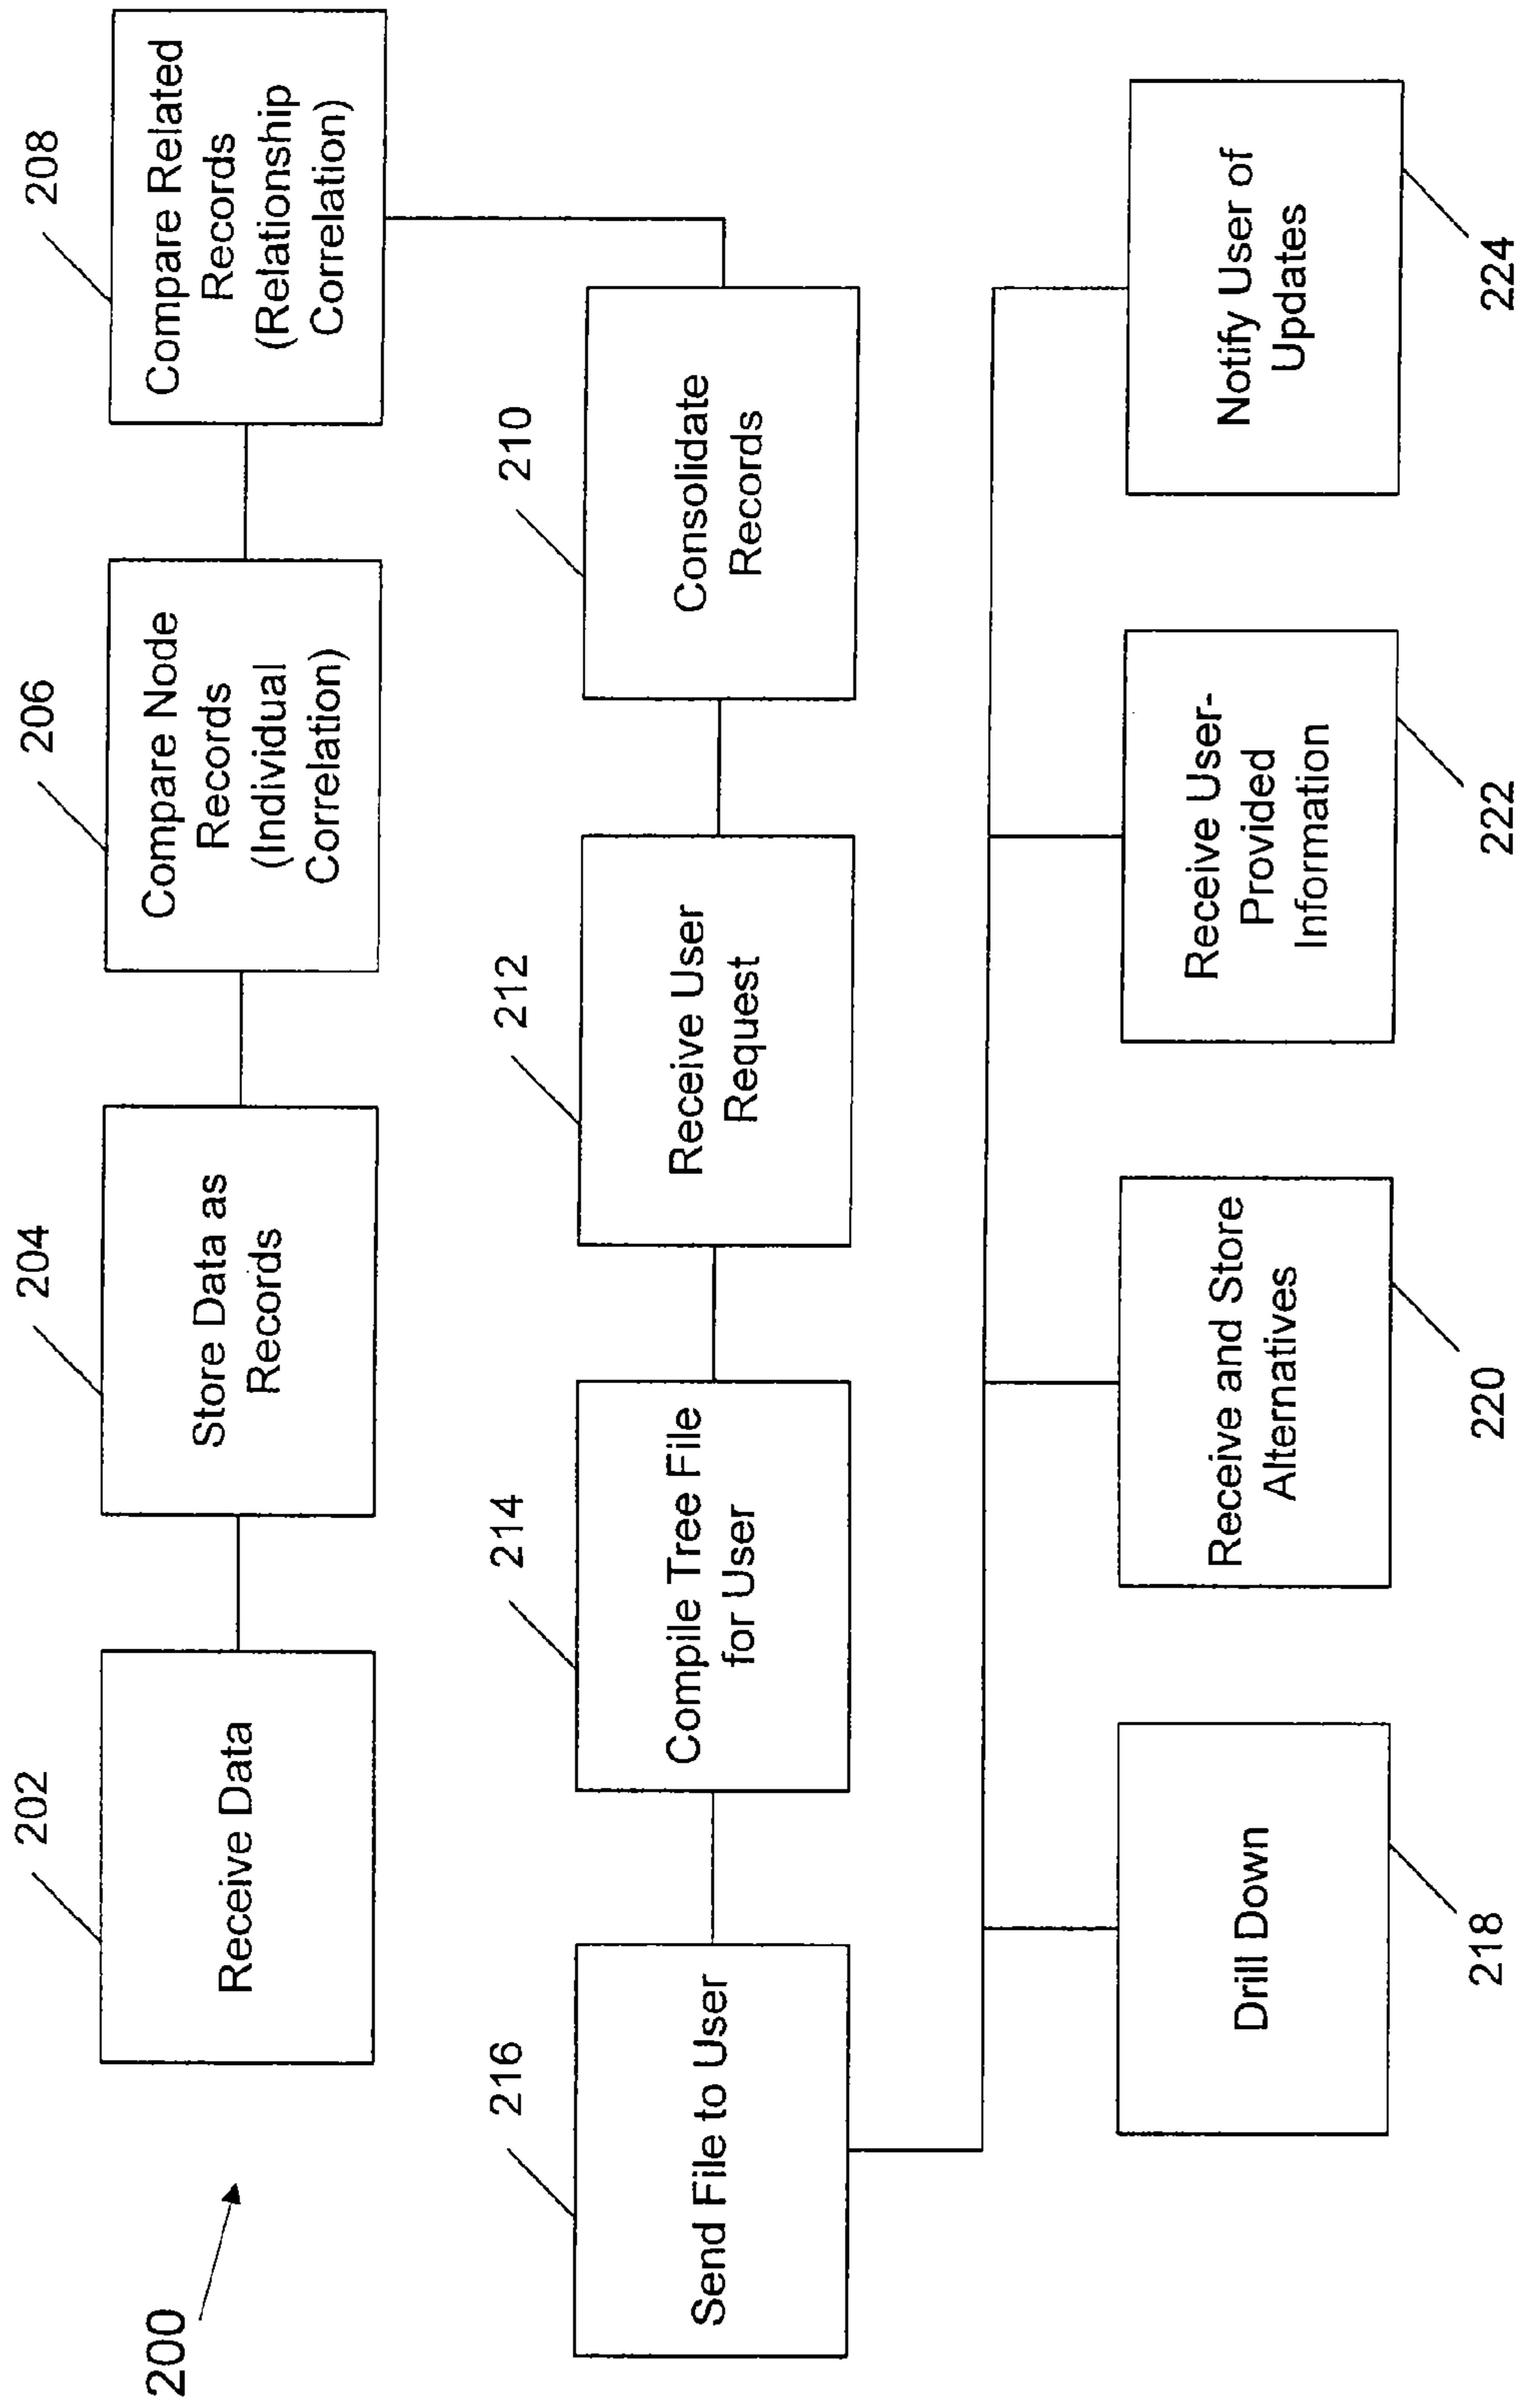 200
202
Receive Data
204
Store Data as
Records
206
Compare Node
Records
(Individual
Correlation)
208
Compare Related
Records
(Relationship
Correlation)
216
Send File to User
214
Compile Tree File
for User
212
Receive User
Request
210
Consolidate
Records
Drill Down
218
Receive and Store
Alternatives
220
Receive User-
Provided
Information
222
Notify User of
Updates
224